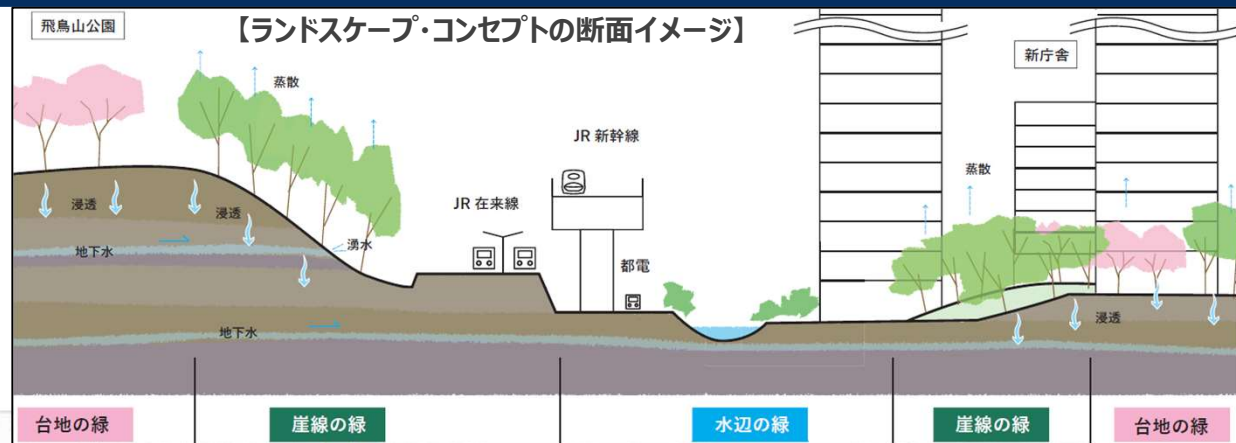 【ランドスケープ・コンセプトの断面イメージ】
飛鳥山公園
新庁舎
蒸散
JR 新幹線
蒸散
JR 在来線
浸透
浸透
湧水
地下水
都電
浸透
地下水
台地の緑
崖線の緑
水辺の緑
崖線の緑
台地の緑